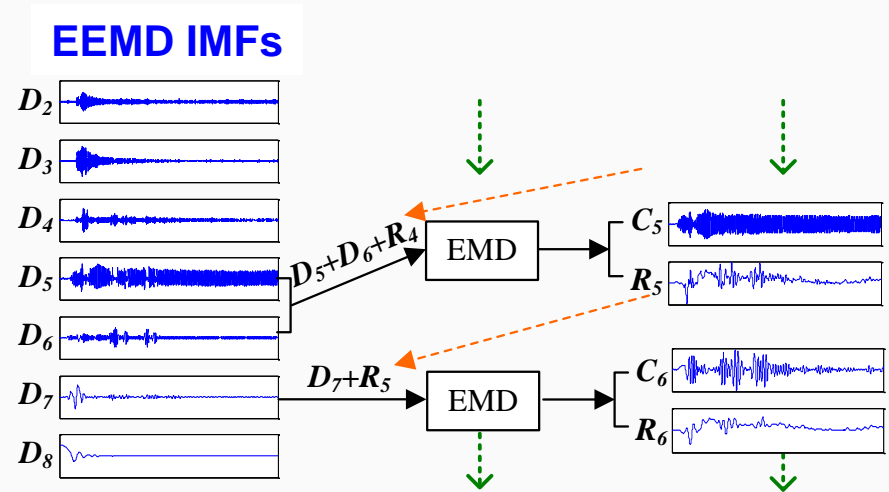 EEMD IMFs
D2
D3
D4
D5
D6
D7
D8
D5+D6+R4
EMD
C5
R5
D7+R5
EMD
C6
R6